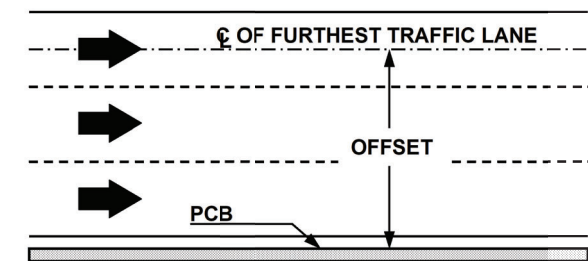 ℄ OF FURTHEST TRAFFIC LANE
OFFSET
PCB